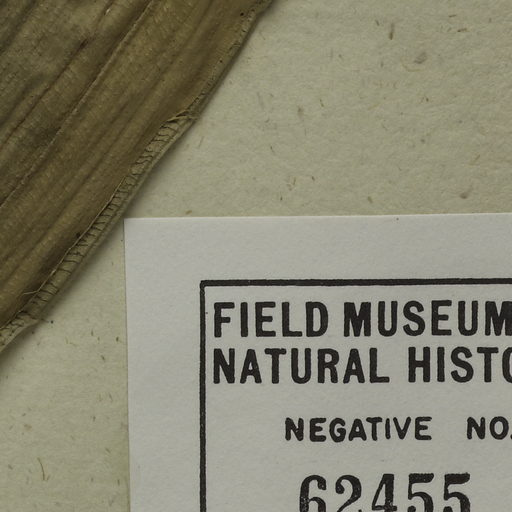 FIELD MUSEUM
NATURAL HISTO
NEGATIVE NO.
62455